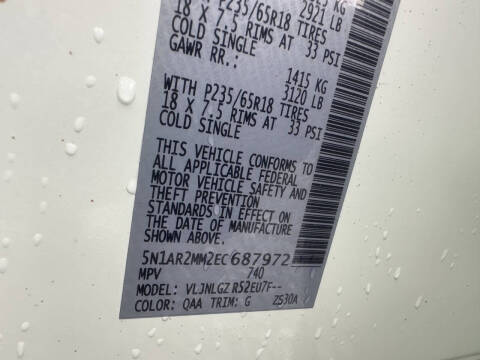 P235/65R18 2921 LB
18 X 7.5 RIMS AT TIRES
COLD SINGLE 33 PSI
GAWR RR.:
1415 KG
3120 LB
WITH P235/65R18 TIRES
18 X 7.5 RIMS AT 33 PSI
COLD SINGLE
THIS VEHICLE CONFORMS TO
ALL APPLICABLE FEDERAL
MOTOR VEHICLE SAFETY AND
THEFT PREVENTION
STANDARDS IN EFFECT ON
THE DATE OF MANUFACTURE
SHOWN ABOVE.
5N1AR2MM2EC687972
MPV 740
MODEL: VLJNLGZ RS2EU7F--
COLOR: QAA TRIM: G ZS30A